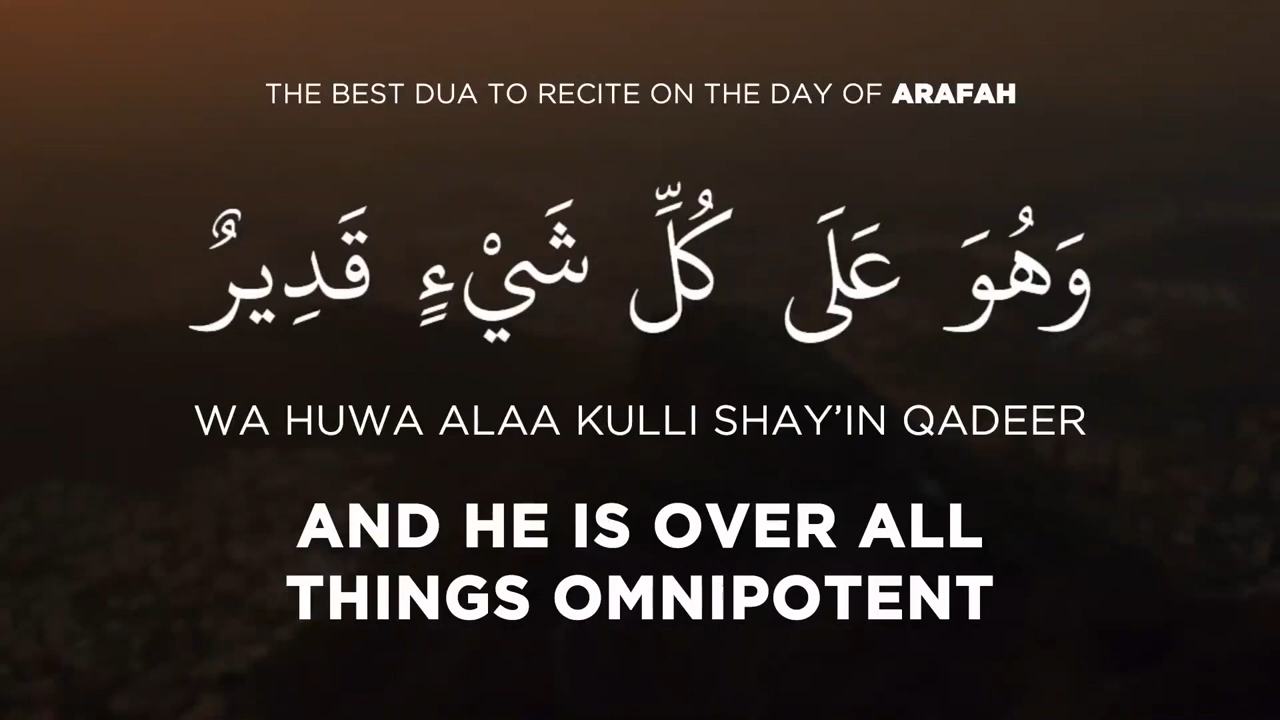 THE BEST DUA TO RECITE ON THE DAY OF ARAFAH
وَهُوَ عَلَى كُلِّ شَيْءٍ قَدِيرٌ
WA HUWA ALAA KULLI SHAY’IN QADEER
AND HE IS OVER ALL
THINGS OMNIPOTENT